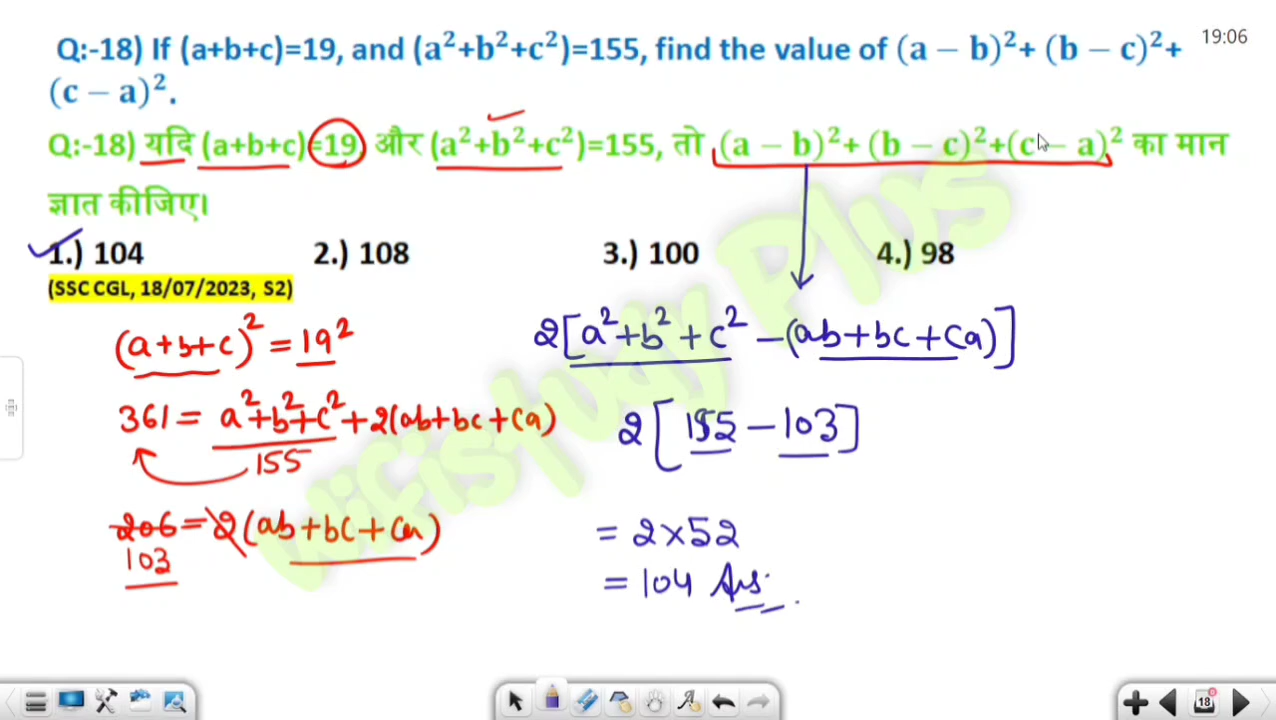 Q:-18) If (a+b+c)=19, and (a²+b²+c²)=155, find the value of (a − b)²+ (b − c)²+
(c − a)².
19:06
Q:-18) यदि (a+b+c)=19 और (a²+b²+c²)=155, तो (a − b)²+ (b − c)²+(c − a)² का मान
ज्ञात कीजिए।
1.) 104 2.) 108 3.) 100 4.) 98
(SSC CGL, 18/07/2023, S2)
(a+b+c)² = 19²
361 = a²+b²+c²+2(ab+bc+ca)
155
206 = 2(ab+bc+ca)
103
2[a²+b²+c² −(ab+bc+ca)]
2[155 − 103]
= 2×52
= 104 Ans.
wifistudy Plus
18